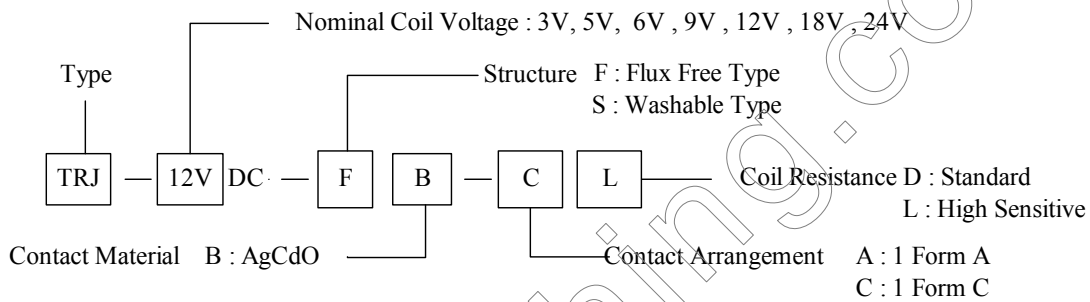 Nominal Coil Voltage : 3V, 5V, 6V , 9V , 12V , 18V , 24V
Type
Structure F : Flux Free Type
S : Washable Type
TRJ — 12V DC — F B — C L
Coil Resistance D : Standard
L : High Sensitive
Contact Material B : AgCdO
Contact Arrangement A : 1 Form A
C : 1 Form C